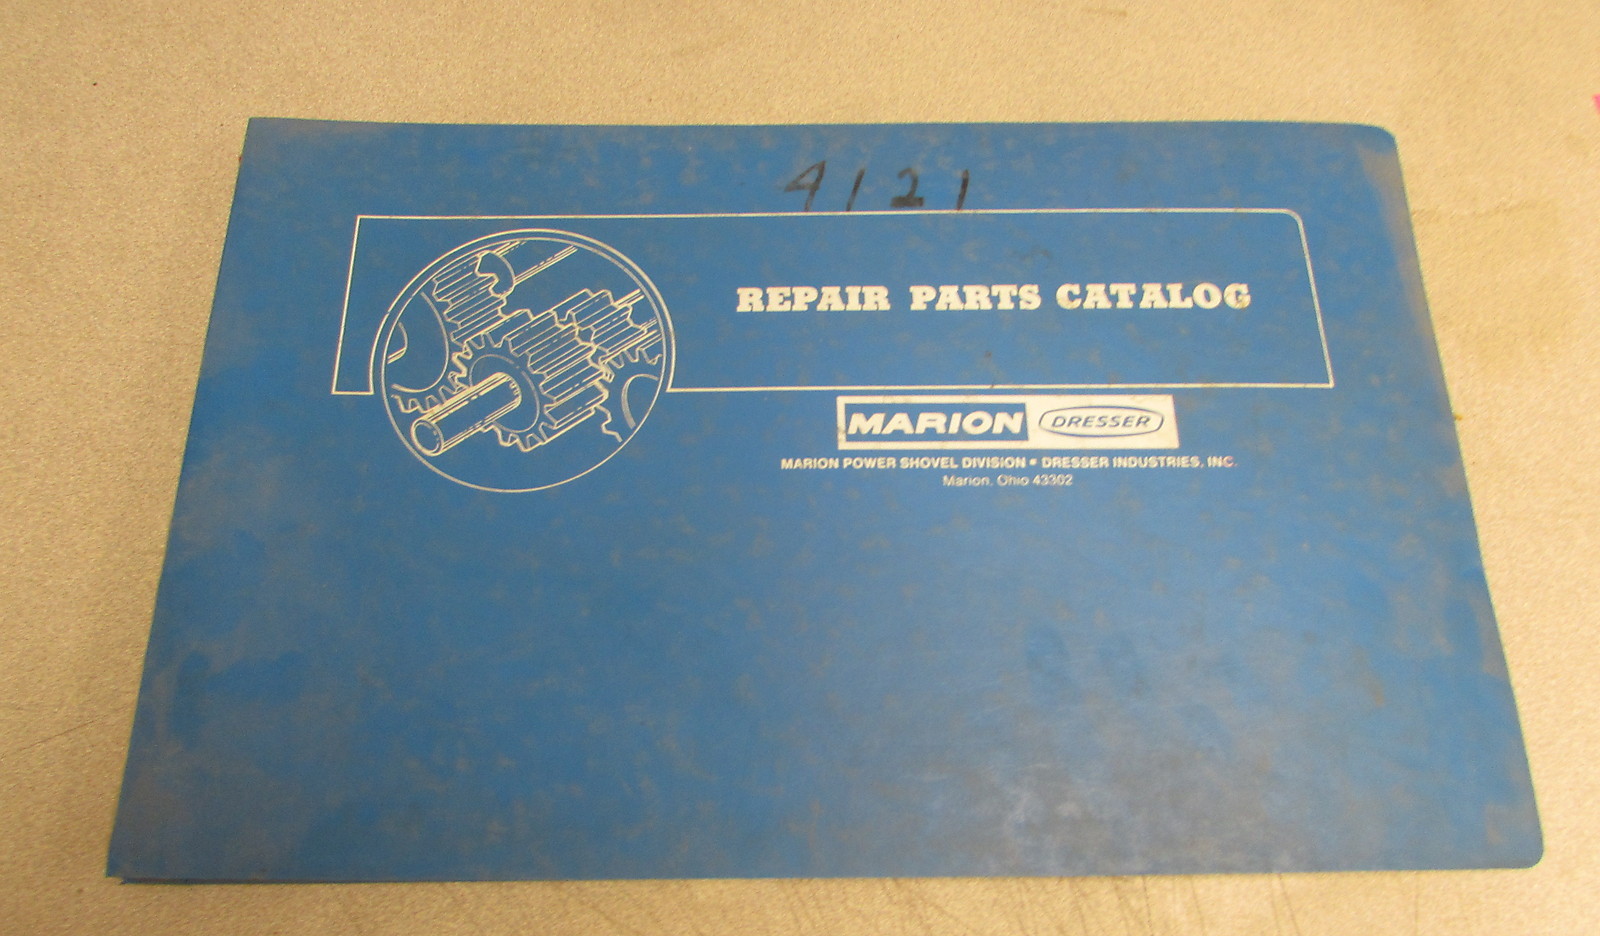 4121
REPAIR PARTS CATALOG
MARION DRESSER
MARION POWER SHOVEL DIVISION • DRESSER INDUSTRIES, INC.
Marion, Ohio 43302